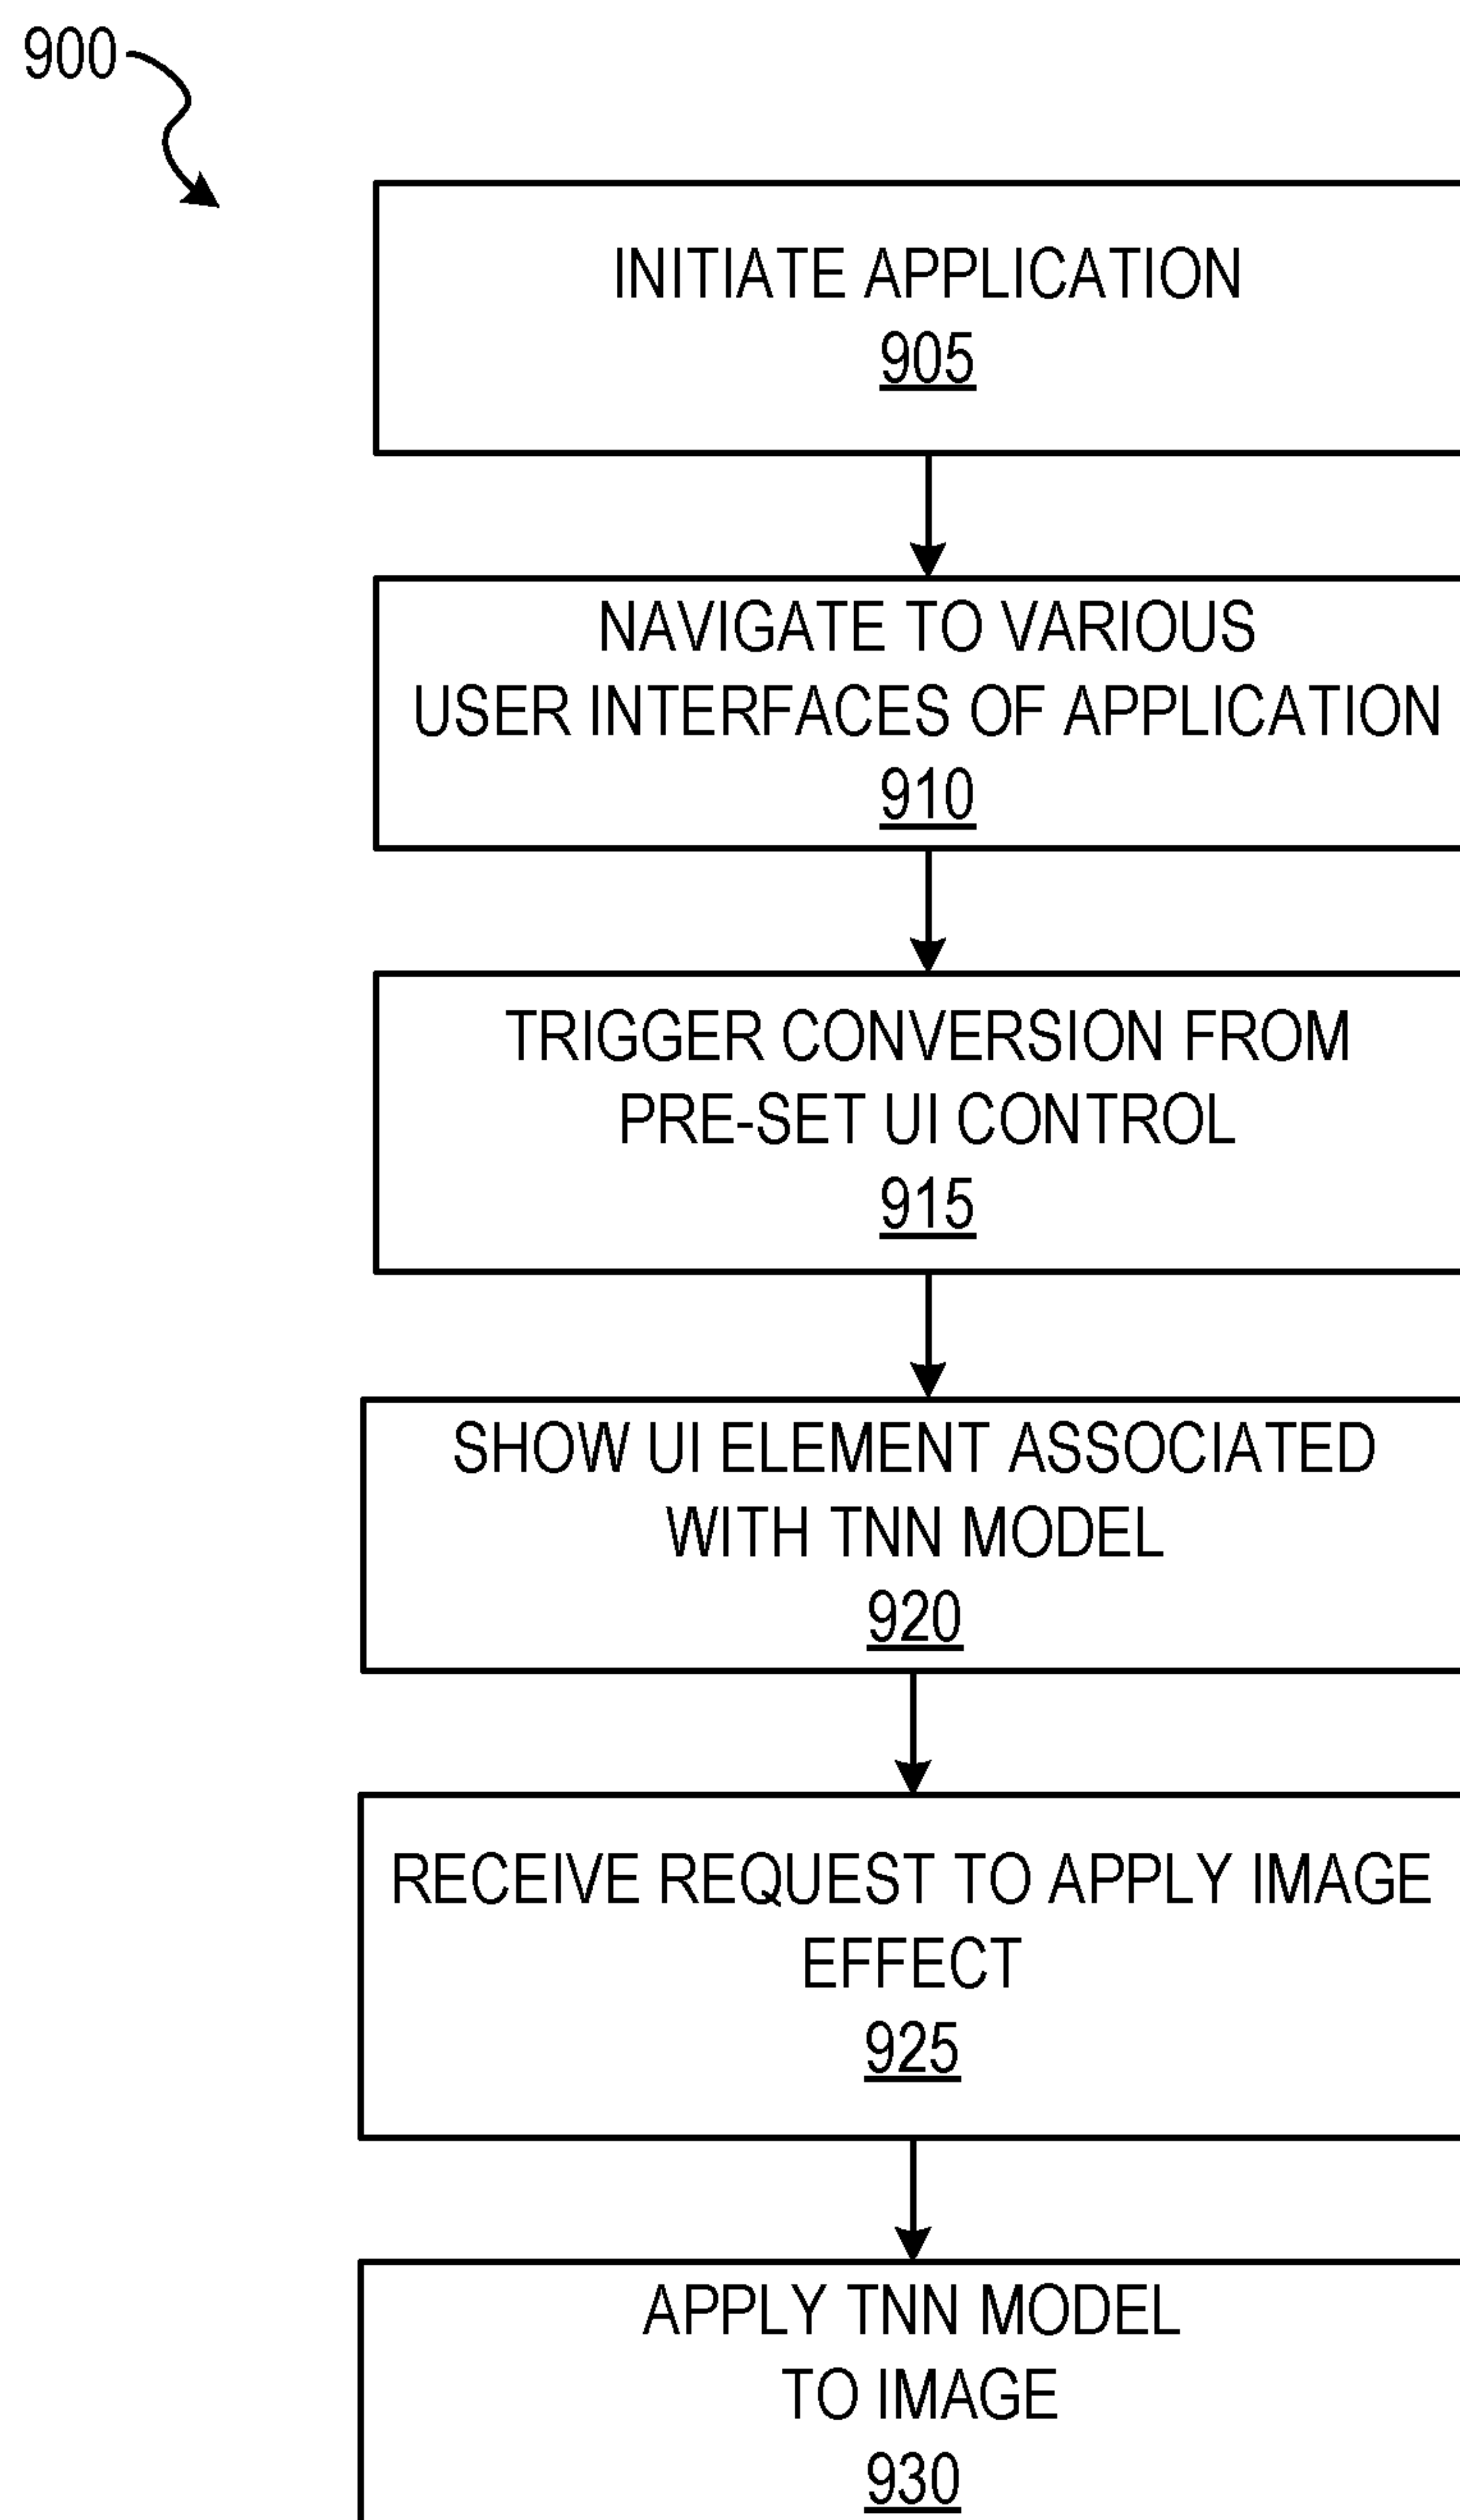 900
INITIATE APPLICATION
905
NAVIGATE TO VARIOUS
USER INTERFACES OF APPLICATION
910
TRIGGER CONVERSION FROM
PRE-SET UI CONTROL
915
SHOW UI ELEMENT ASSOCIATED
WITH TNN MODEL
920
RECEIVE REQUEST TO APPLY IMAGE
EFFECT
925
APPLY TNN MODEL
TO IMAGE
930